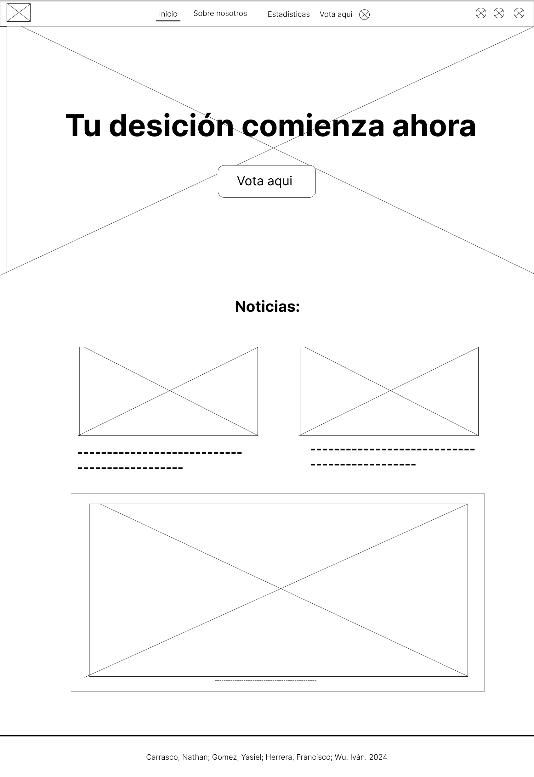 Inicio Sobre nosotros Estadísticas Vota aqui
Tu desición comienza ahora
Vota aqui
Noticias:
Carrasco, Nathan; Gomez, Yasiel; Herrera, Francisco; Wu, Iván. 2024